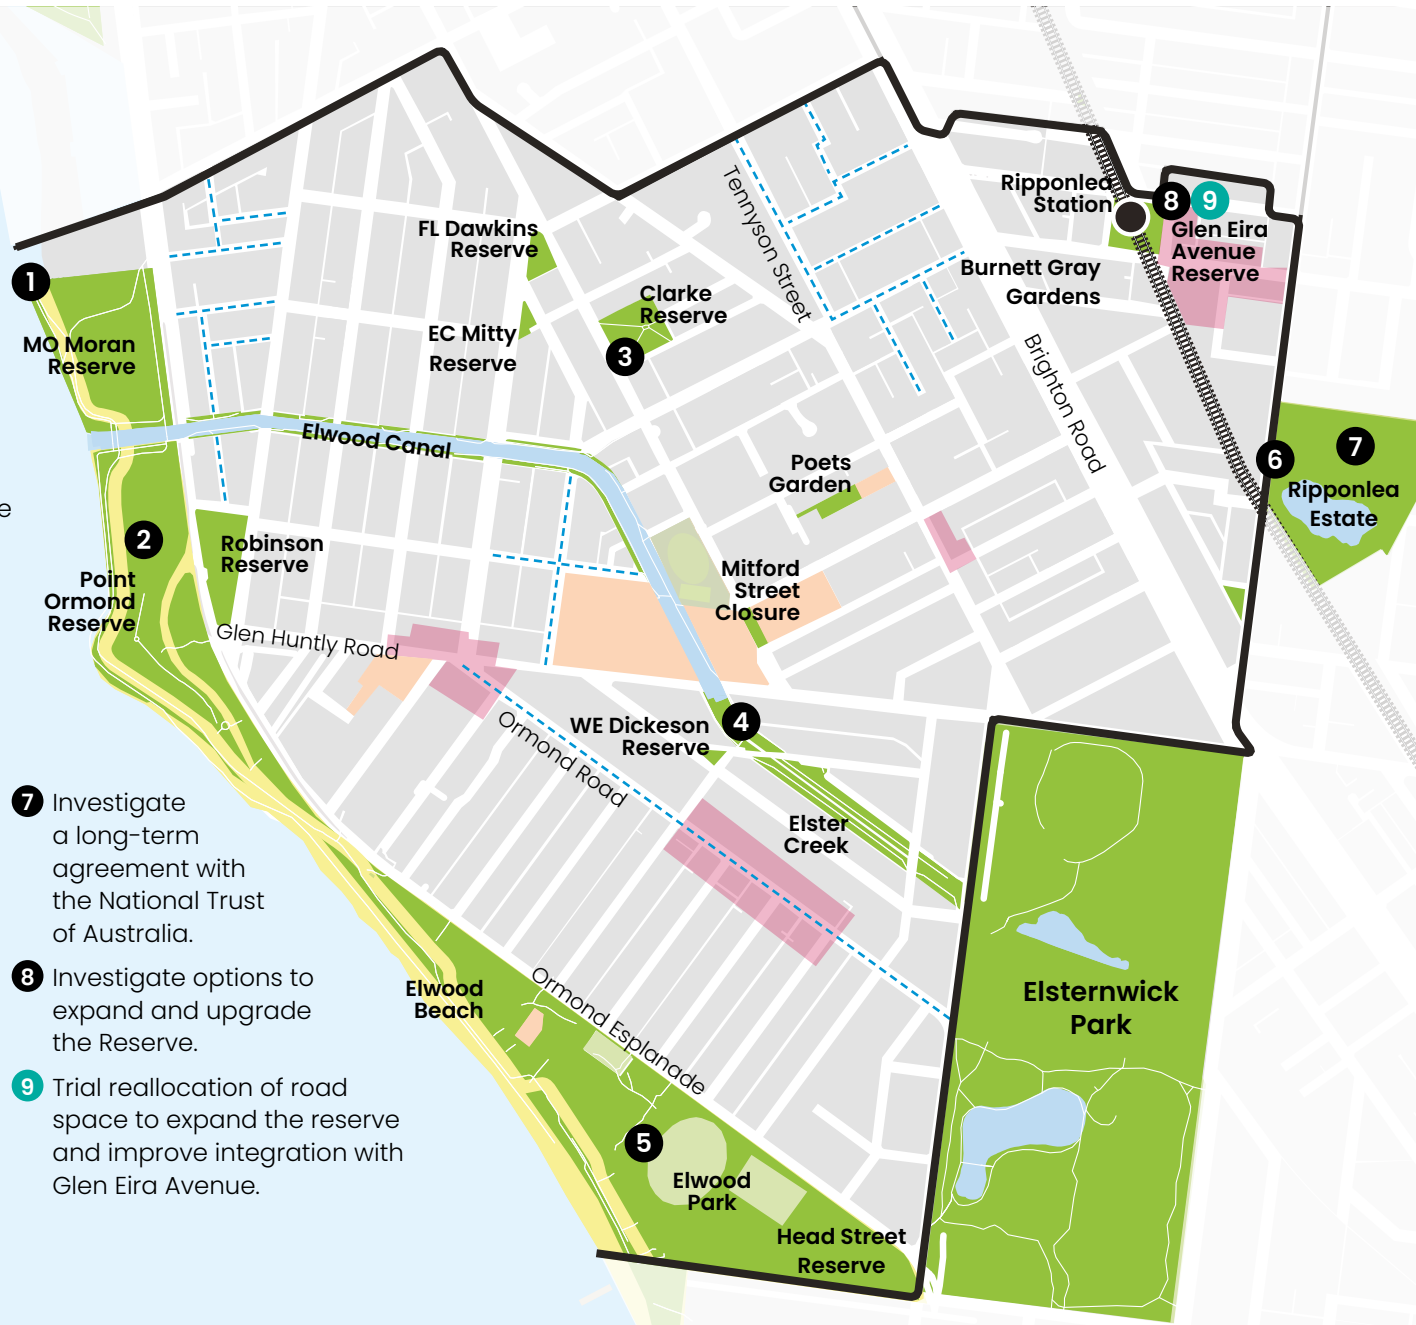 Ripponlea
Station
8
9
Glen Eira
Avenue
Reserve
FL Dawkins
Reserve
Tennyson Street
Burnett Gray
Gardens
1
Clarke
Reserve
EC Mitty
Reserve
3
MO Moran
Reserve
Brighton Road
Elwood Canal
Poets
Garden
6
7
Ripponlea
Estate
e
2
Robinson
Reserve
Point
Ormond
Reserve
Mitford
Street
Closure
Glen Huntly Road
WE Dickeson
Reserve
4
Ormond Road
7 Investigate
a long-term
agreement with
the National Trust
of Australia.
Elster
Creek
8 Investigate options to
expand and upgrade
the Reserve.
Elwood
Beach
Ormond Esplanade
Elsternwick
Park
9 Trial reallocation of road
space to expand the reserve
and improve integration with
Glen Eira Avenue.
5
Elwood
Park
Head Street
Reserve